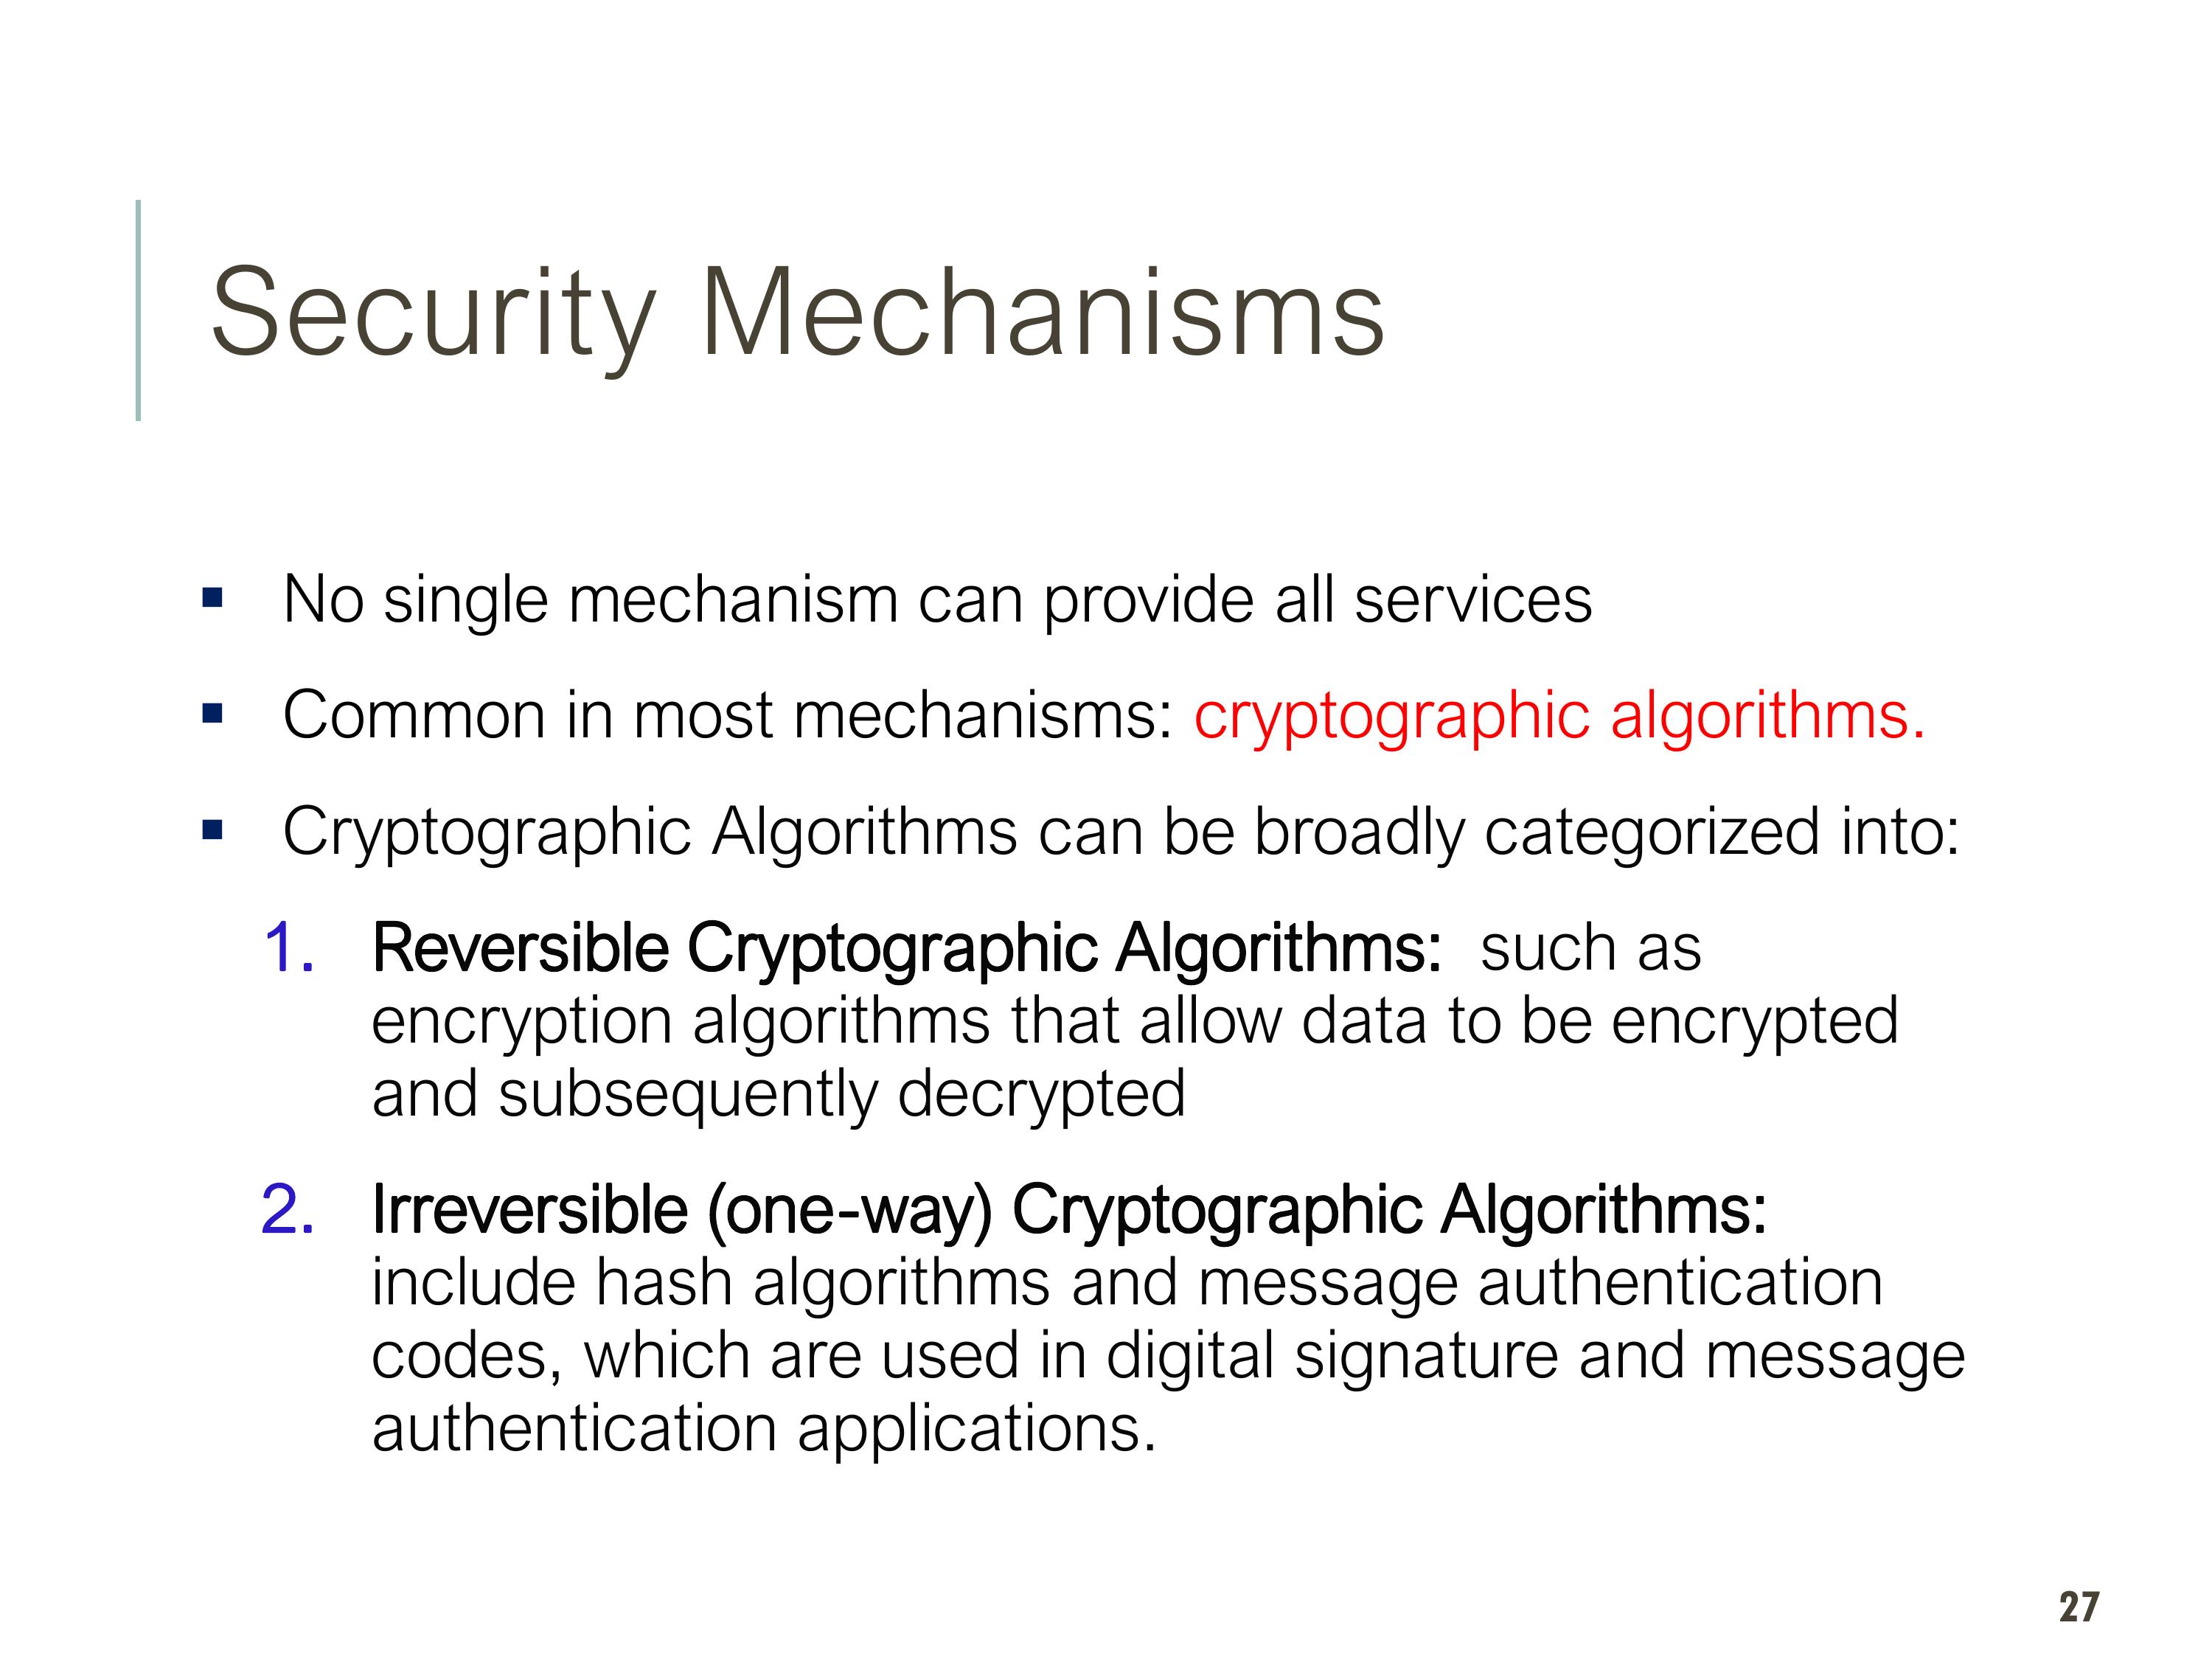 Security Mechanisms
▪ No single mechanism can provide all services
▪ Common in most mechanisms: cryptographic algorithms.
▪ Cryptographic Algorithms can be broadly categorized into:
1. Reversible Cryptographic Algorithms: such as
encryption algorithms that allow data to be encrypted
and subsequently decrypted
2. Irreversible (one-way) Cryptographic Algorithms:
include hash algorithms and message authentication
codes, which are used in digital signature and message
authentication applications.
27